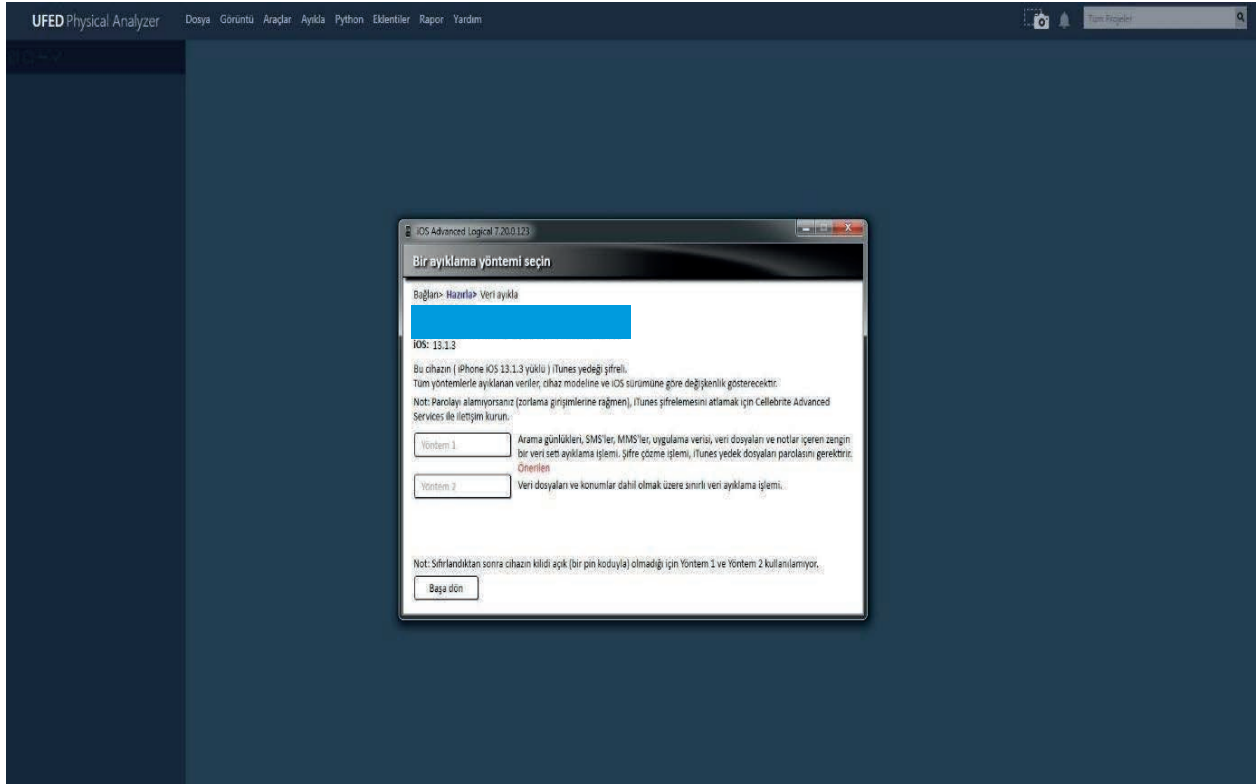 UFED Physical Analyzer
Dosya Görüntü Araçlar Ayıkla Python Eklentiler Rapor Yardım
Tüm Projeler
iOS Advanced Logical 7.20.0.123
Bir ayıklama yöntemi seçin
Bağlan> Hazırla> Veri ayıkla
iOS: 13.1.3
Bu cihazın ( iPhone iOS 13.1.3 yüklü ) iTunes yedeği şifreli.
Tüm yöntemlerle ayıklanan veriler, cihaz modeline ve iOS sürümüne göre değişkenlik gösterecektir.
Not: Parolayı alamıyorsanız (zorlama girişimlerine rağmen), iTunes şifrelemesini atlamak için Cellebrite Advanced
Services ile iletişim kurun.
Yöntem 1
Arama günlükleri, SMS'ler, MMS'ler, uygulama verisi, veri dosyaları ve notlar içeren zengin
bir veri seti ayıklama işlemi. Şifre çözme işlemi, iTunes yedek dosyaları parolasını gerektirir.
Önerilen
Yöntem 2
Veri dosyaları ve konumlar dahil olmak üzere sınırlı veri ayıklama işlemi.
Not: Sıfırlandıktan sonra cihazın kilidi açık (bir pin koduyla) olmadığı için Yöntem 1 ve Yöntem 2 kullanılamıyor.
Başa dön